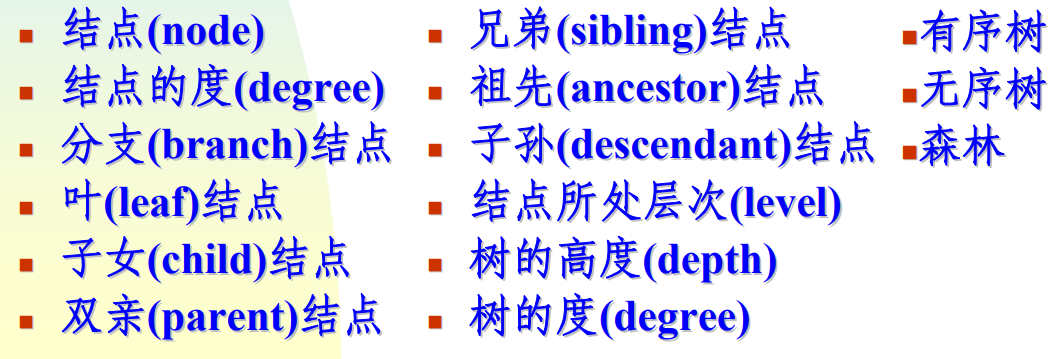 ▪ 结点(node)
▪ 结点的度(degree)
▪ 分支(branch)结点
▪ 叶(leaf)结点
▪ 子女(child)结点
▪ 双亲(parent)结点
▪ 兄弟(sibling)结点
▪ 祖先(ancestor)结点
▪ 子孙(descendant)结点
▪ 结点所处层次(level)
▪ 树的高度(depth)
▪ 树的度(degree)
▪有序树
▪无序树
▪森林